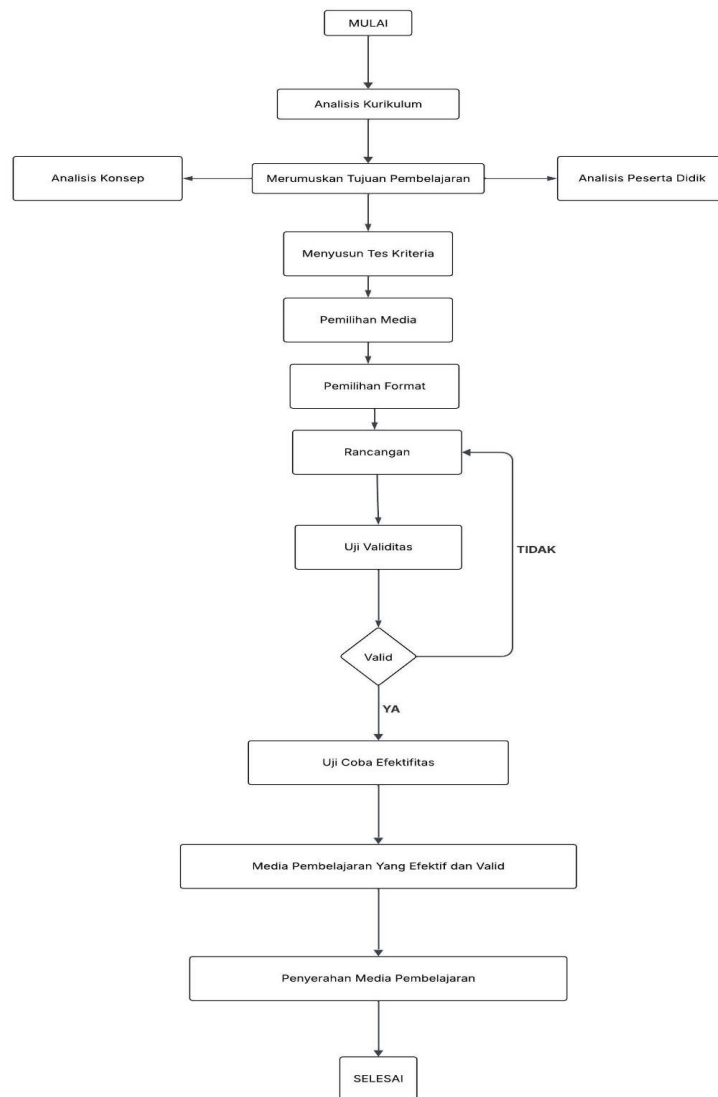 MULAI
Analisis Kurikulum
Analisis Konsep
Merumuskan Tujuan Pembelajaran
Analisis Peserta Didik
Menyusun Tes Kriteria
Pemilihan Media
Pemilihan Format
Rancangan
Uji Validitas
TIDAK
Valid
YA
Uji Coba Efektifitas
Media Pembelajaran Yang Efektif dan Valid
Penyerahan Media Pembelajaran
SELESAI